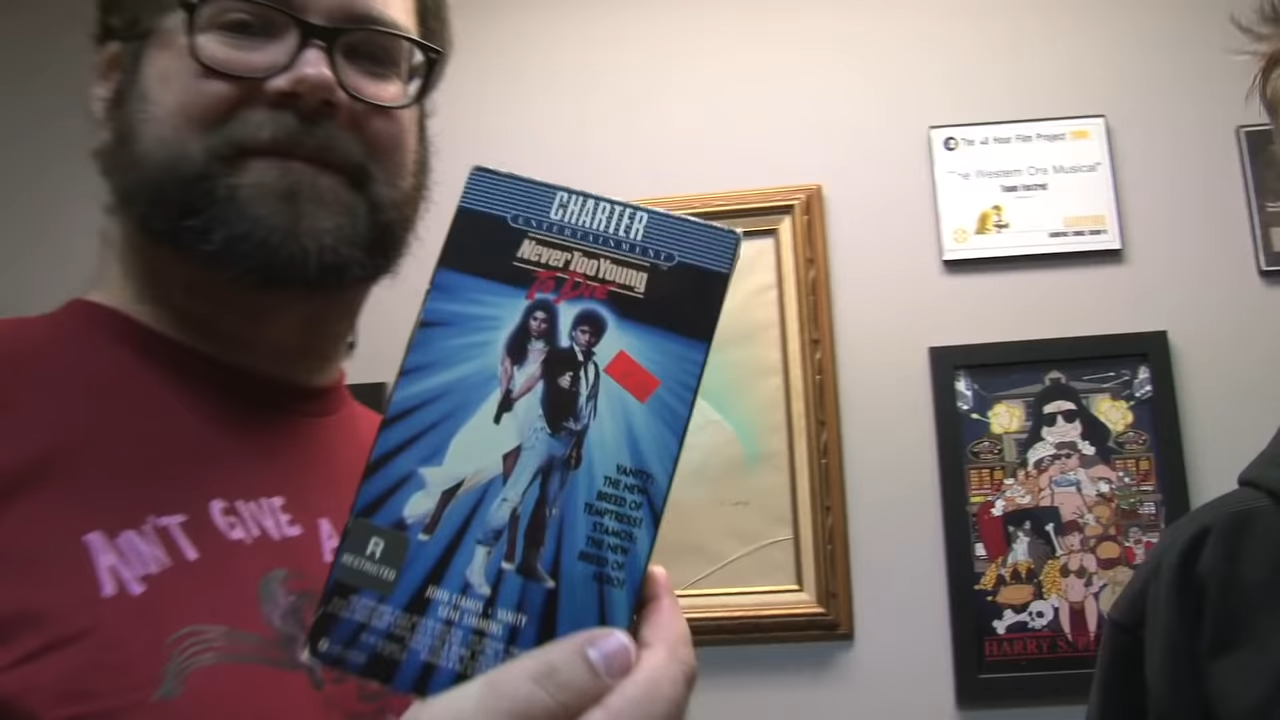 CHARTER
ENTERTAINMENT
Never Too Young
To Die
VANITY:
THE NEW
BREED OF
TEMPTRESS!
STAMOS:
THE NEW
BREED OF
HERO!
R
RESTRICTED
JOHN STAMOS • VANITY
GENE SIMMONS
AIN'T GIVE A
The 48 Hour Film Project
"The Western Ore Musical"
HARRY S.